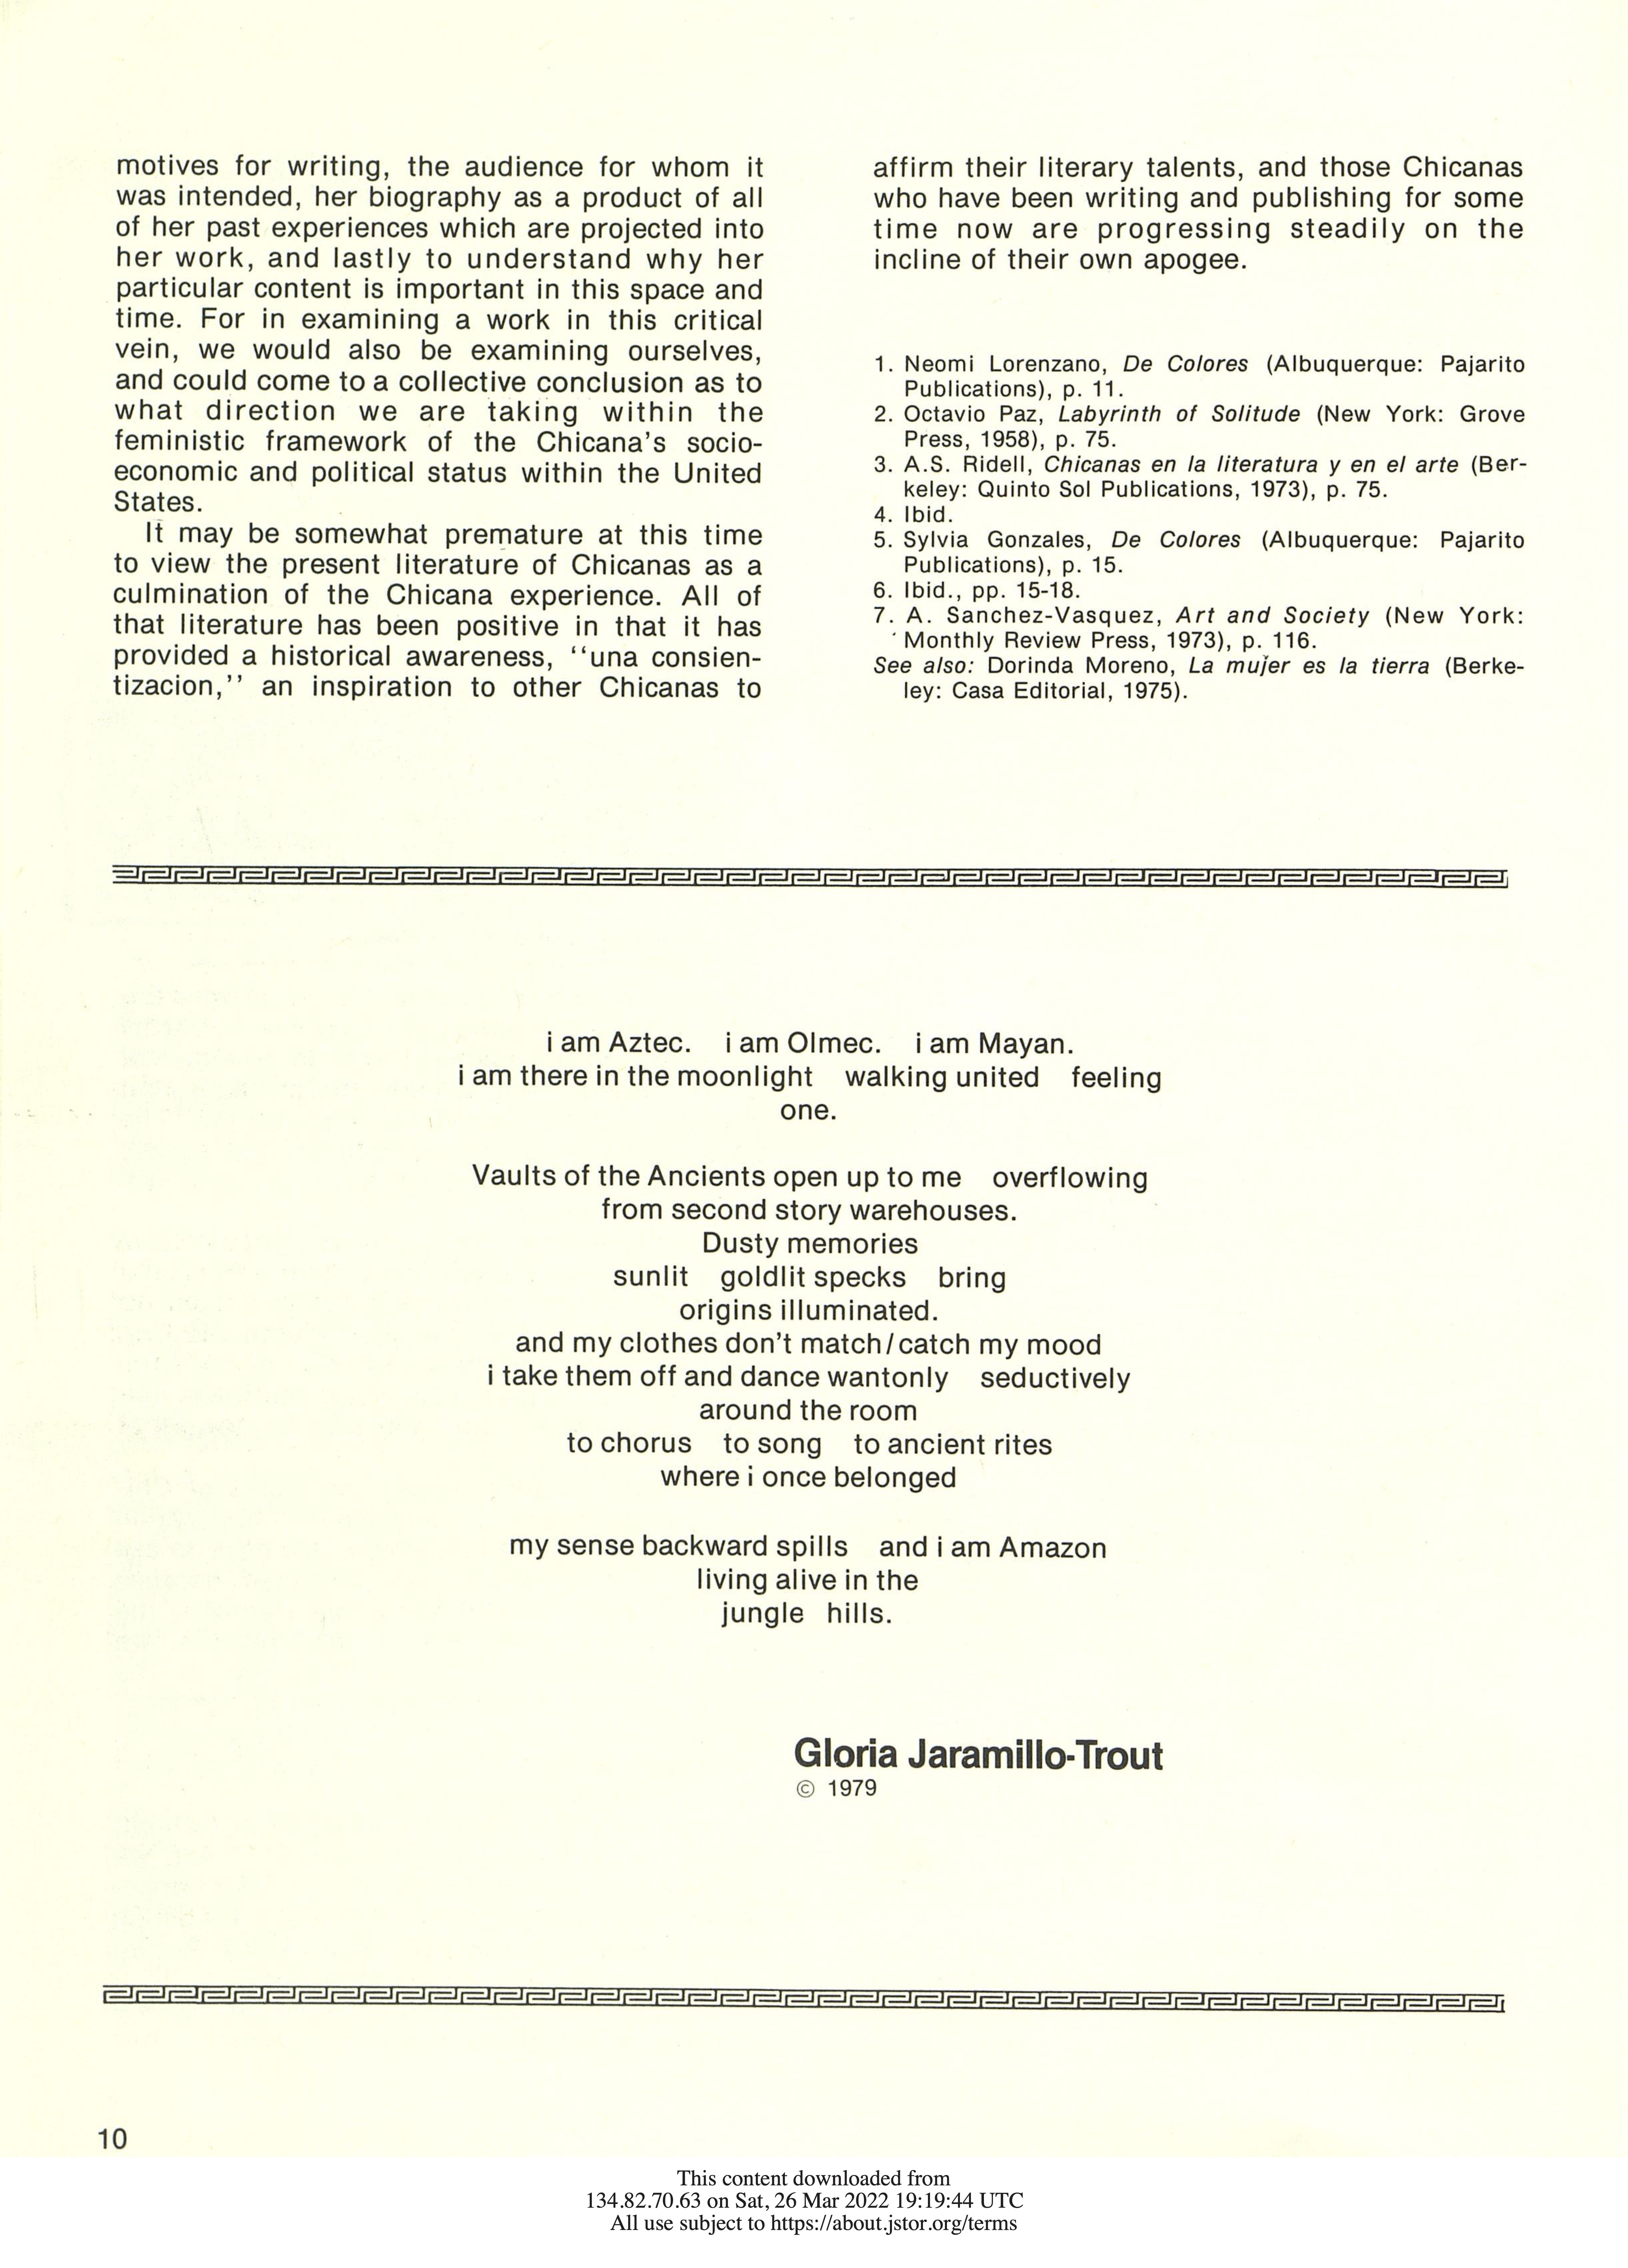 motives for writing, the audience for whom it
was intended, her biography as a product of all
of her past experiences which are projected into
her work, and lastly to understand why her
particular content is important in this space and
time. For in examining a work in this critical
vein, we would also be examining ourselves,
and could come to a collective conclusion as to
what direction we are taking within the
feministic framework of the Chicana's socio-
economic and political status within the United
States.
It may be somewhat premature at this time
to view the present literature of Chicanas as a
culmination of the Chicana experience. All of
that literature has been positive in that it has
provided a historical awareness, ‘‘una consien-
tizacion,’’ an inspiration to other Chicanas to
affirm their literary talents, and those Chicanas
who have been writing and publishing for some
time now are progressing steadily on the
incline of their own apogee.
1. Neomi Lorenzano, De Colores (Albuquerque: Pajarito
Publications), p. 11.
2. Octavio Paz, Labyrinth of Solitude (New York: Grove
Press, 1958), p. 75.
3. A.S. Ridell, Chicanas en la literatura y en el arte (Ber-
keley: Quinto Sol Publications, 1973), p. 75.
4. Ibid.
5. Sylvia Gonzales, De Colores (Albuquerque: Pajarito
Publications), p. 15.
6. Ibid., pp. 15-18.
7. A. Sanchez-Vasquez, Art and Society (New York:
Monthly Review Press, 1973), p. 116.
See also: Dorinda Moreno, La mujer es la tierra (Berke-
ley: Casa Editorial, 1975).
i am Aztec. i am Olmec. i am Mayan.
i am there in the moonlight walking united feeling
one.
Vaults of the Ancients open up to me overflowing
from second story warehouses.
Dusty memories
sunlit goldlit specks bring
origins illuminated.
and my clothes don't match/catch my mood
i take them off and dance wantonly seductively
around the room
to chorus to song to ancient rites
where i once belonged
my sense backward spills and i am Amazon
living alive in the
jungle hills.
Gloria Jaramillo-Trout
© 1979
10
This content downloaded from
134.82.70.63 on Sat, 26 Mar 2022 19:19:44 UTC
All use subject to https://about.jstor.org/terms